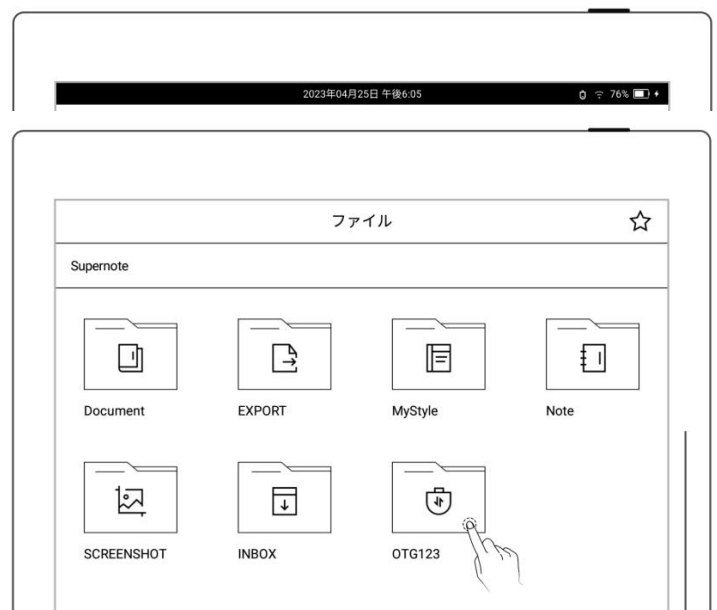 2023年04月25日 午後6:05 76%
ファイル
Supernote
Document EXPORT MyStyle Note
SCREENSHOT INBOX OTG123